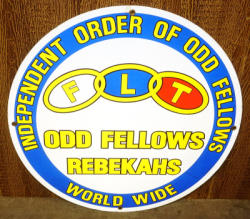 INDEPENDENT ORDER OF ODD FELLOWS
F L T
ODD FELLOWS
REBEKAHS
WORLD WIDE